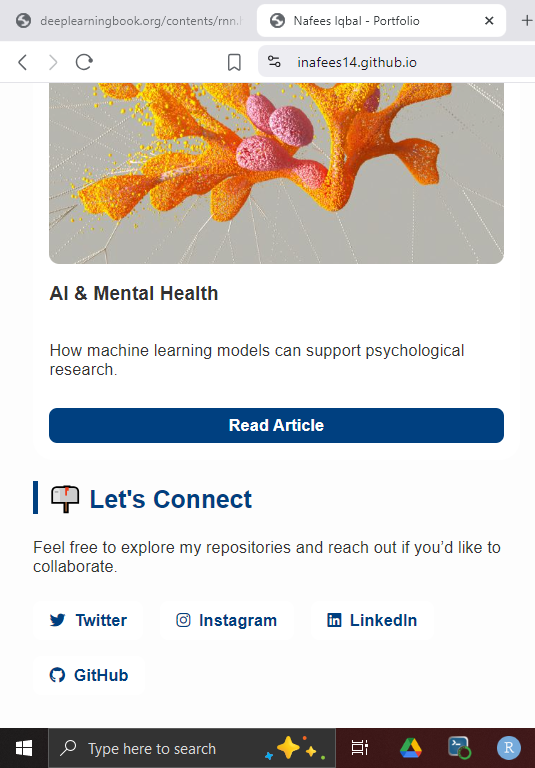 deeplearningbook.org/contents/rnn.
Nafees Iqbal - Portfolio
inafees14.github.io
AI & Mental Health
How machine learning models can support psychological
research.
Read Article
Let's Connect
Feel free to explore my repositories and reach out if you’d like to
collaborate.
Twitter
Instagram
LinkedIn
GitHub
Type here to search
R